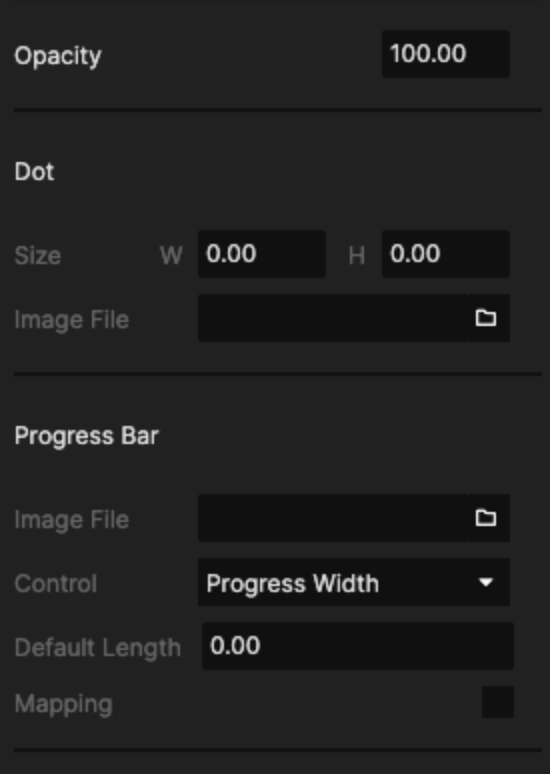 Opacity 100.00
Dot
Size W 0.00 H 0.00
Image File
Progress Bar
Image File
Control Progress Width
Default Length 0.00
Mapping